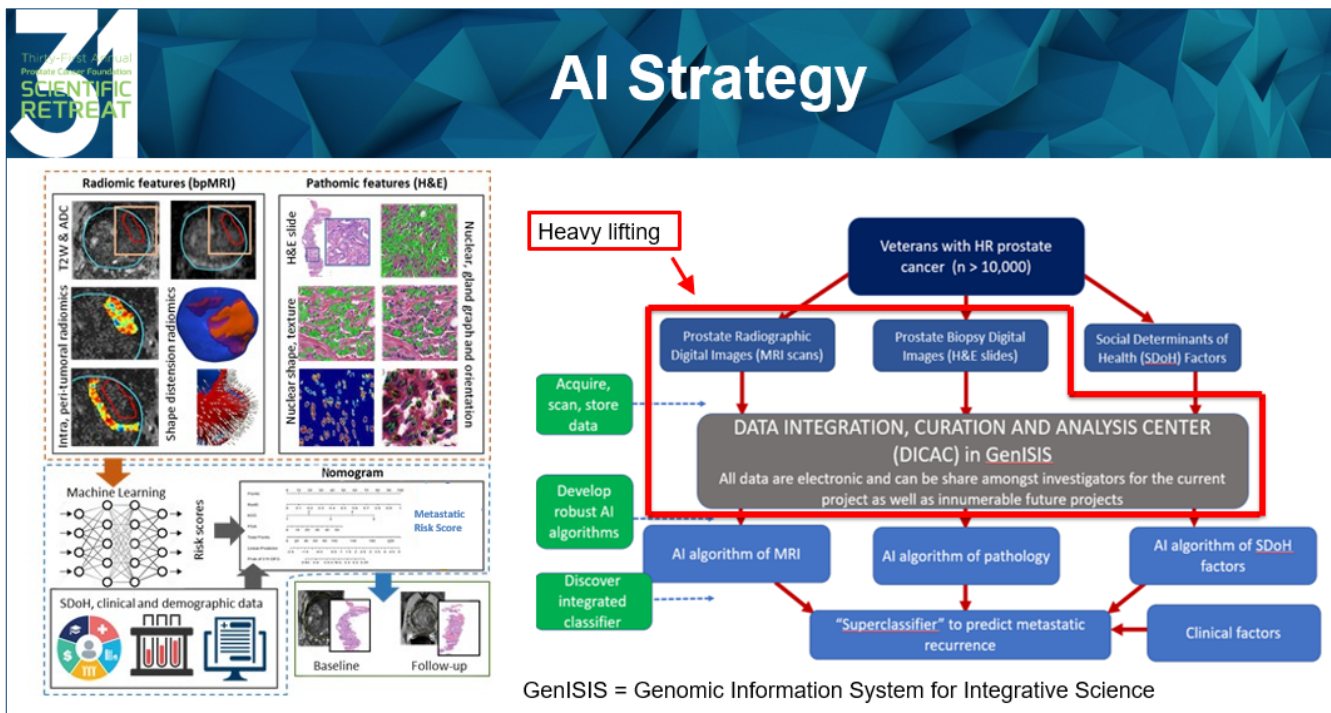 31
Thirty-First Annual
Prostate Cancer Foundation
SCIENTIFIC
RETREAT
AI Strategy
Radiomic features (bpMRI)
T2W & ADC
Intra, peri-tumoral radiomics
Shape distension radiomics
Pathomic features (H&E)
H&E slide
Nuclear shape, texture
Nuclear, gland graph and orientation
Machine Learning
Risk scores
Nomogram
Points
PSA
Total Points
Linear Predictor
Metastatic
Risk Score
SDoH, clinical and demographic data
$
Baseline
Follow-up
Heavy lifting
Veterans with HR prostate
cancer (n > 10,000)
Prostate Radiographic
Digital Images (MRI scans)
Prostate Biopsy Digital
Images (H&E slides)
Social Determinants of
Health (SDoH) Factors
Acquire,
scan, store
data
DATA INTEGRATION, CURATION AND ANALYSIS CENTER
(DICAC) in GenISIS
All data are electronic and can be share amongst investigators for the current
project as well as innumerable future projects
Develop
robust AI
algorithms
AI algorithm of MRI
AI algorithm of pathology
AI algorithm of SDoH
factors
Discover
integrated
classifier
“Superclassifier” to predict metastatic
recurrence
Clinical factors
GenISIS = Genomic Information System for Integrative Science